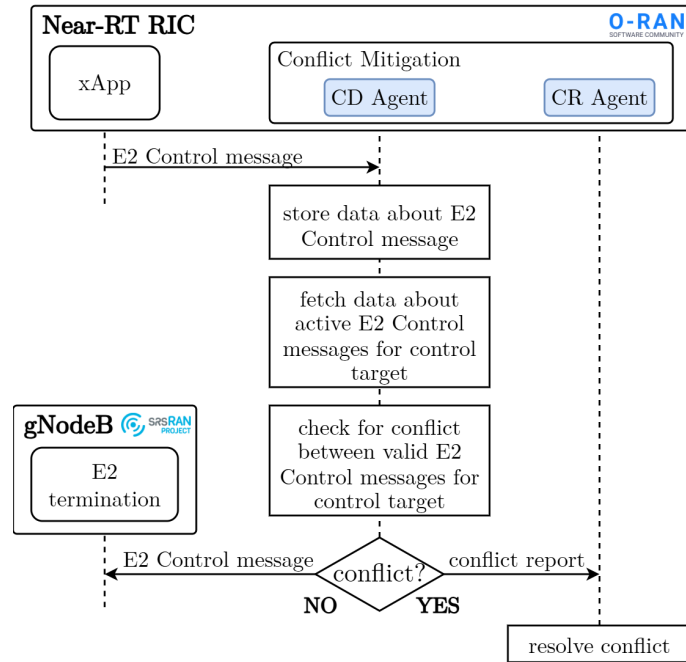 Near-RT RIC
O-RAN
SOFTWARE COMMUNITY
xApp
Conflict Mitigation
CD Agent
CR Agent
E2 Control message
store data about E2
Control message
fetch data about
active E2 Control
messages for control
target
gNodeB
srsRAN
PROJECT
E2
termination
check for conflict
between valid E2
Control messages for
control target
E2 Control message
conflict?
conflict report
NO
YES
resolve conflict